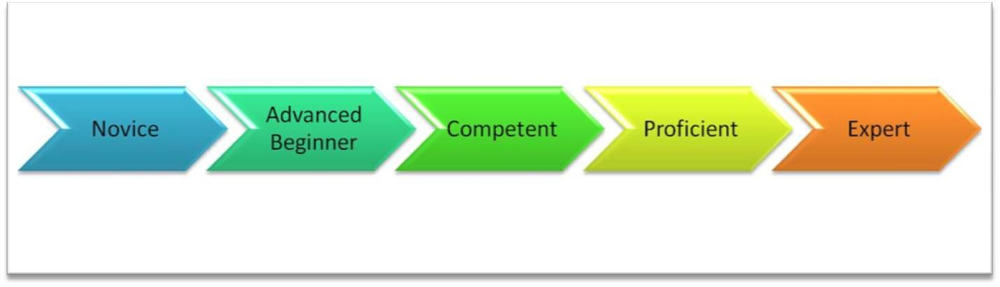 Novice
Advanced
Beginner
Competent
Proficient
Expert